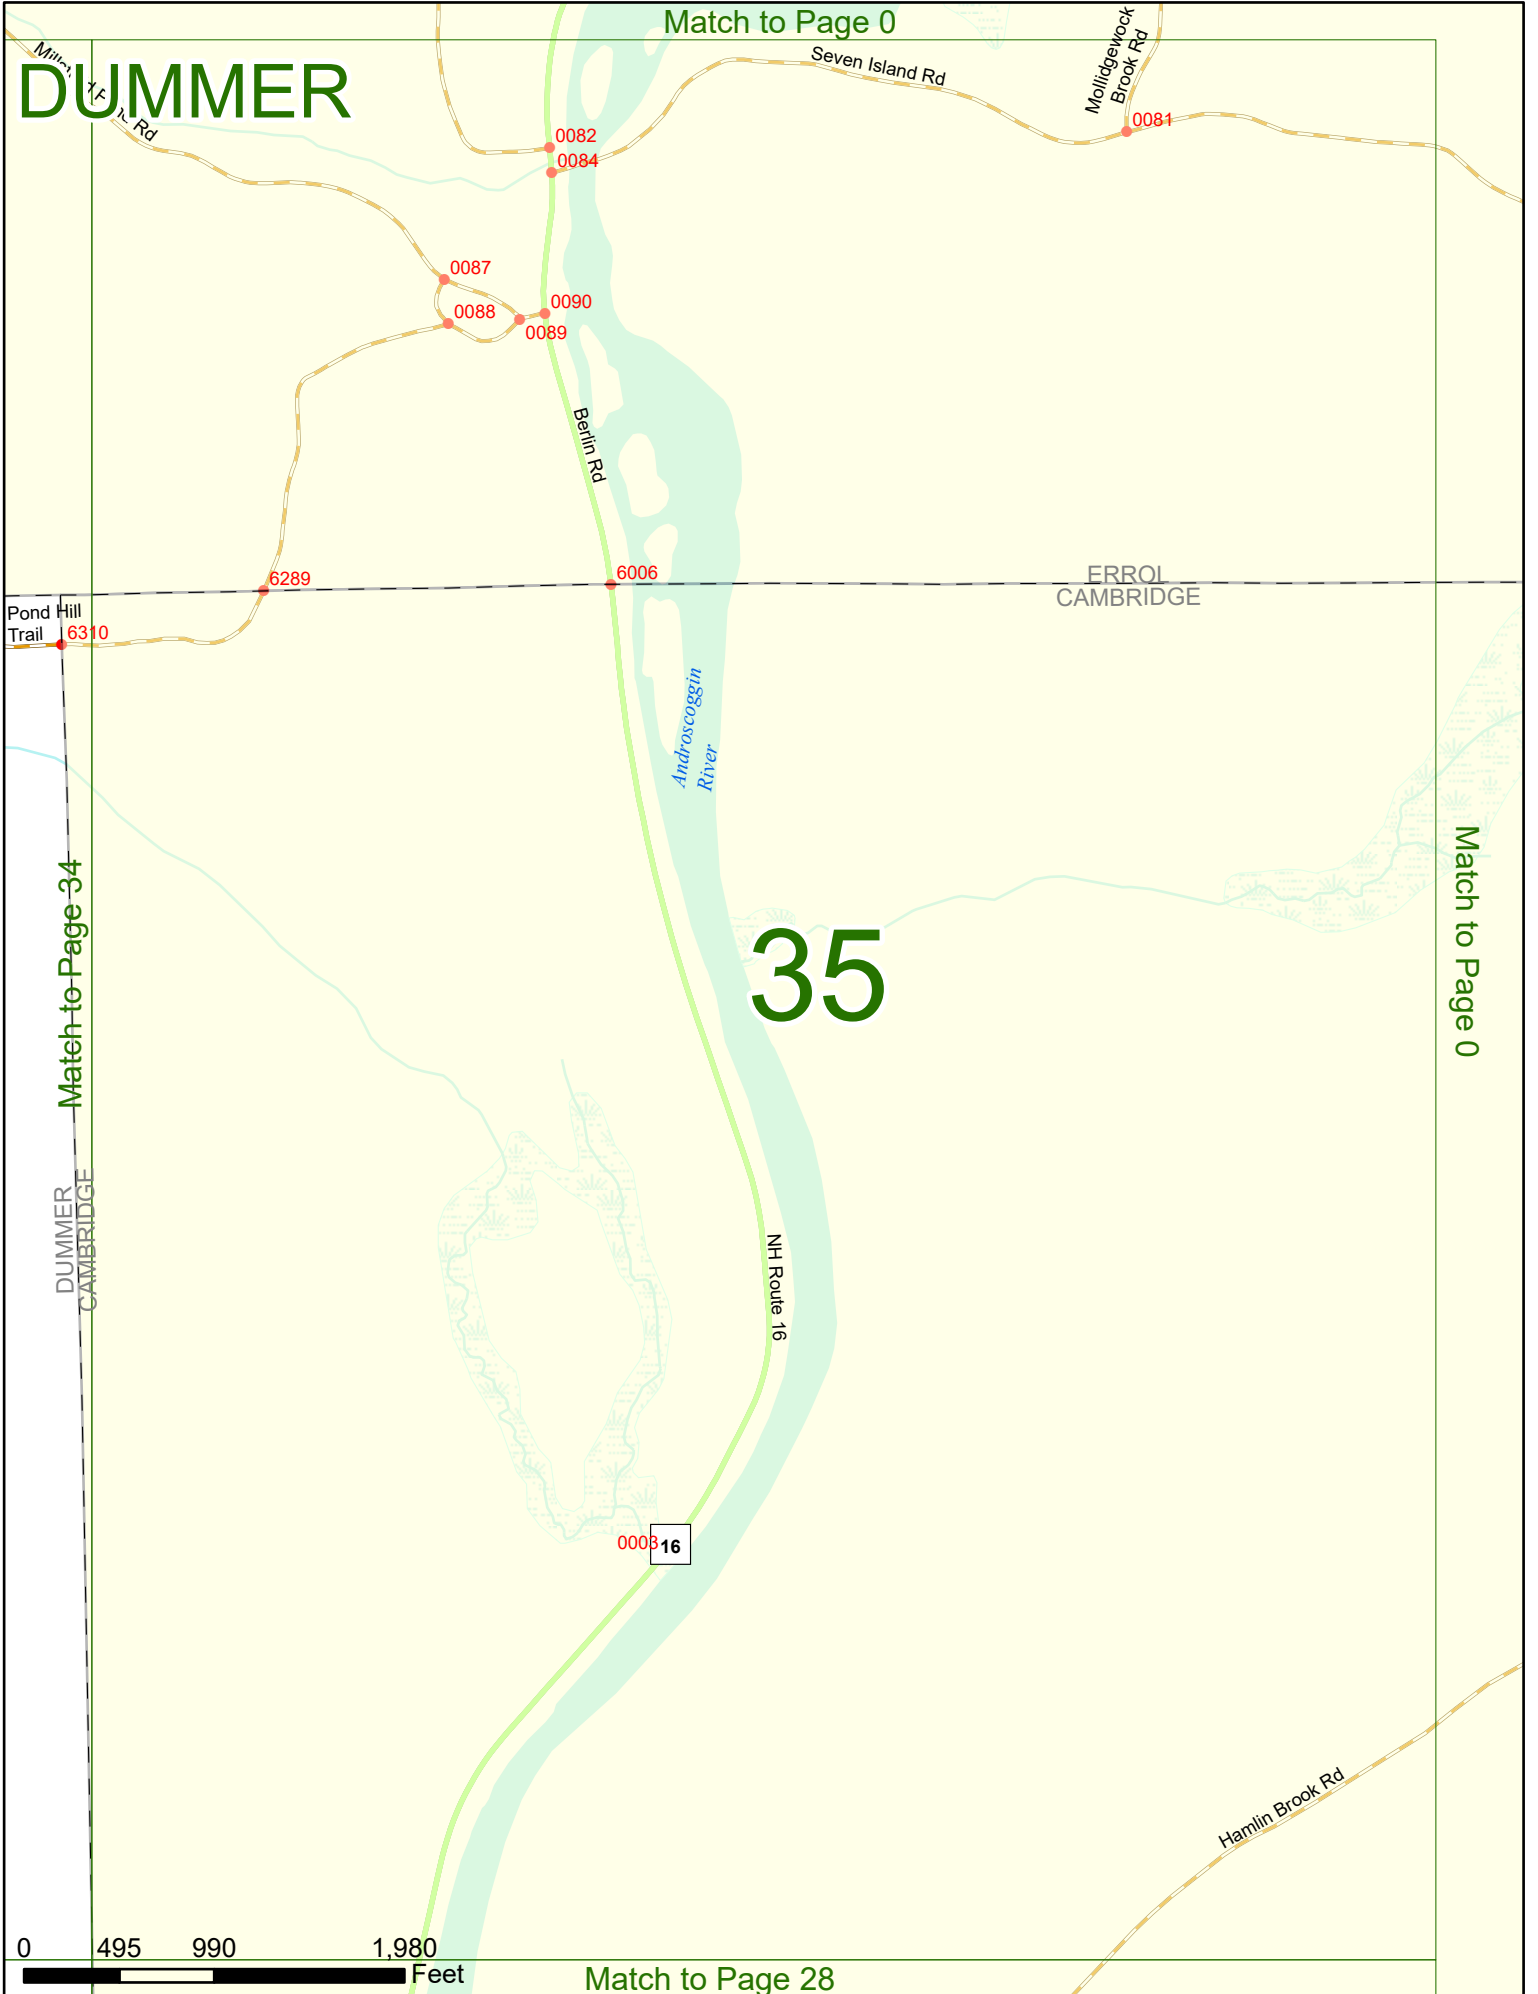 Match to Page 0
DUMMER
Rd
Seven Island Rd
Mollidgewock
Brook Rd
0081
0082
0084
0087
0088
0090
0089
Berlin Rd
6289
6006
ERROL
CAMBRIDGE
Pond Hill
Trail
6310
Androscoggin
River
Match to Page 34
Match to Page 0
35
DUMMER
CAMBRIDGE
NH Route 16
0003
16
Hamlin Brook Rd
0 495 990 1,980
Feet
Match to Page 28